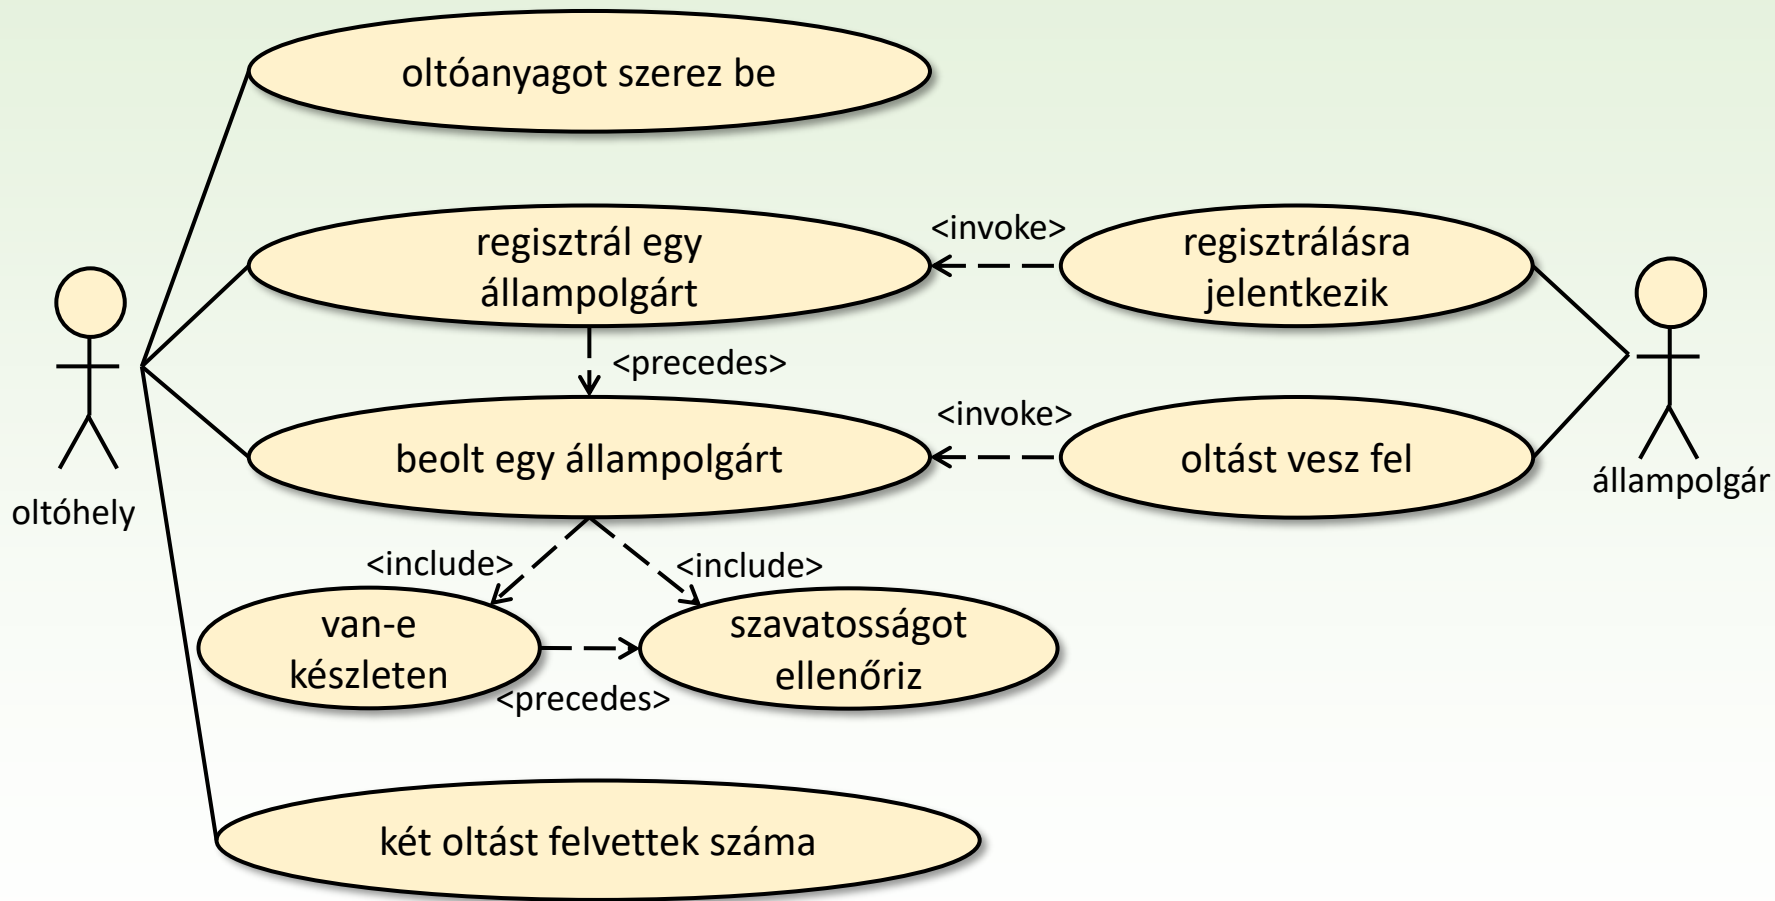 oltóanyagot szerez be
regisztrál egy
állampolgárt
<invoke>
regisztrálásra
jelentkezik
<precedes>
beolt egy állampolgárt
<invoke>
oltást vesz fel
oltóhely
állampolgár
<include>
<include>
van-e
készleten
<precedes>
szavatosságot
ellenőriz
két oltást felvettek száma